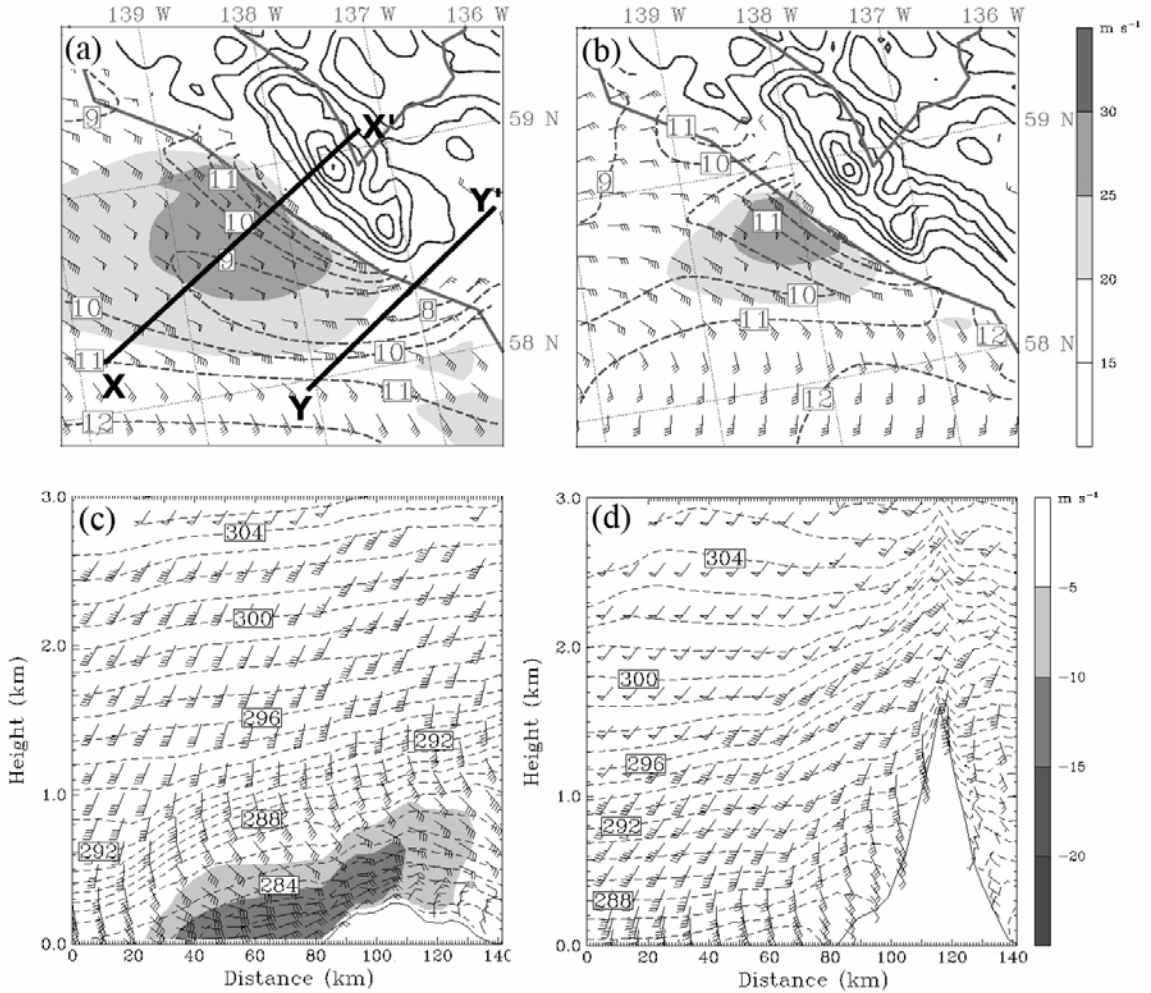 139 W 138 W 137 W 136 W
139 W 138 W 137 W 136 W
m s⁻¹
(a)
(b)
30
25
20
15
59 N
59 N
58 N
58 N
X'
Y'
X
Y
9
11
10
9
10
8
10
11
11
12
11
10
9
11
10
11
12
12
(c)
(d)
m s⁻¹
-5
-10
-15
-20
3.0
2.0
1.0
0.0
Height (km)
304
300
296
292
288
292
284
0 20 40 60 80 100 120 140
Distance (km)
3.0
2.0
1.0
0.0
Height (km)
304
300
296
292
288
0 20 40 60 80 100 120 140
Distance (km)